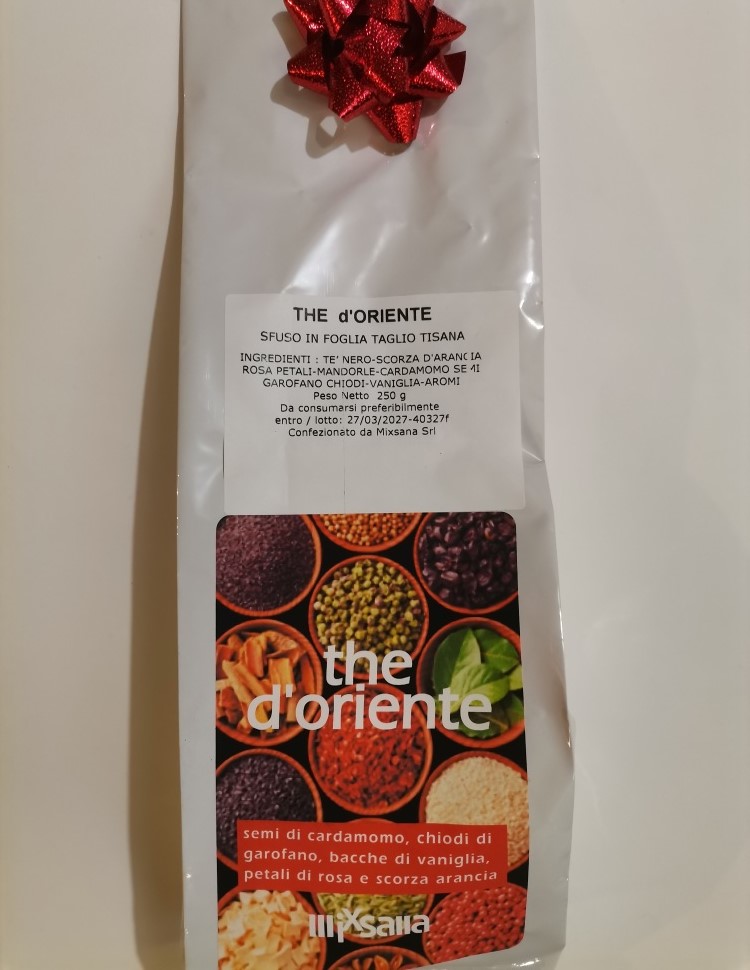 THE d'ORIENTE
SFUSO IN FOGLIA TAGLIO TISANA
INGREDIENTI : TE' NERO-SCORZA D'ARANCIA
ROSA PETALI-MANDORLE-CARDAMOMO SEMI
GAROFANO CHIODI-VANIGLIA-AROMI
Peso Netto 250 g
Da consumarsi preferibilmente
entro / lotto: 27/03/2027-40327f
Confezionato da Mixsana Srl
the
d'oriente
semi di cardamomo, chiodi di
garofano, bacche di vaniglia,
petali di rosa e scorza arancia
mixsana